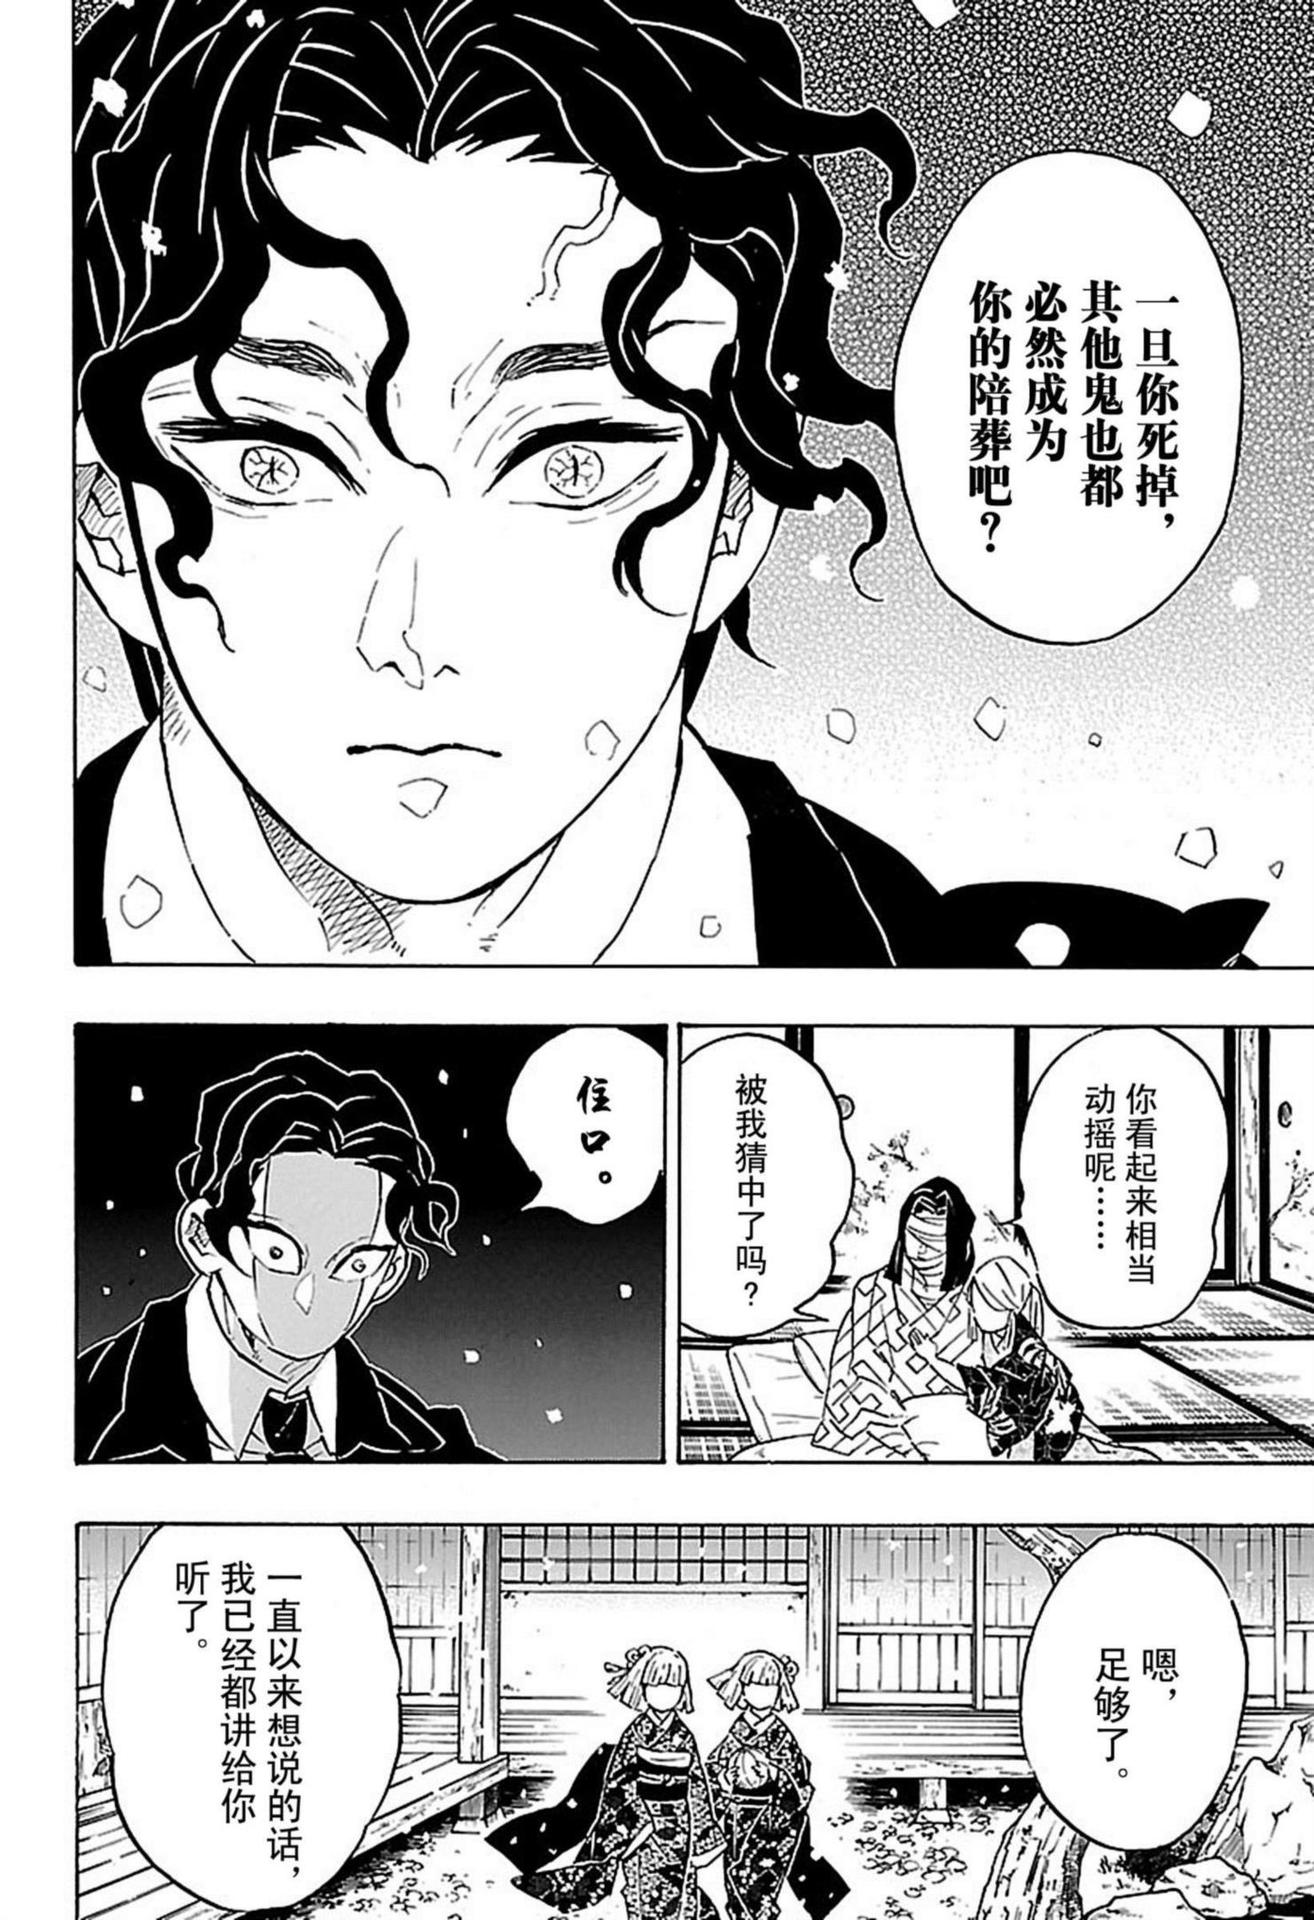 一旦你死掉，
其他鬼也都
必然成为
你的陪葬吧？
你看起来相当
动摇呢……
被我猜中了吗？
住口。
嗯，
足够了。
一直以来想说的话，
我已经都讲给你
听了。